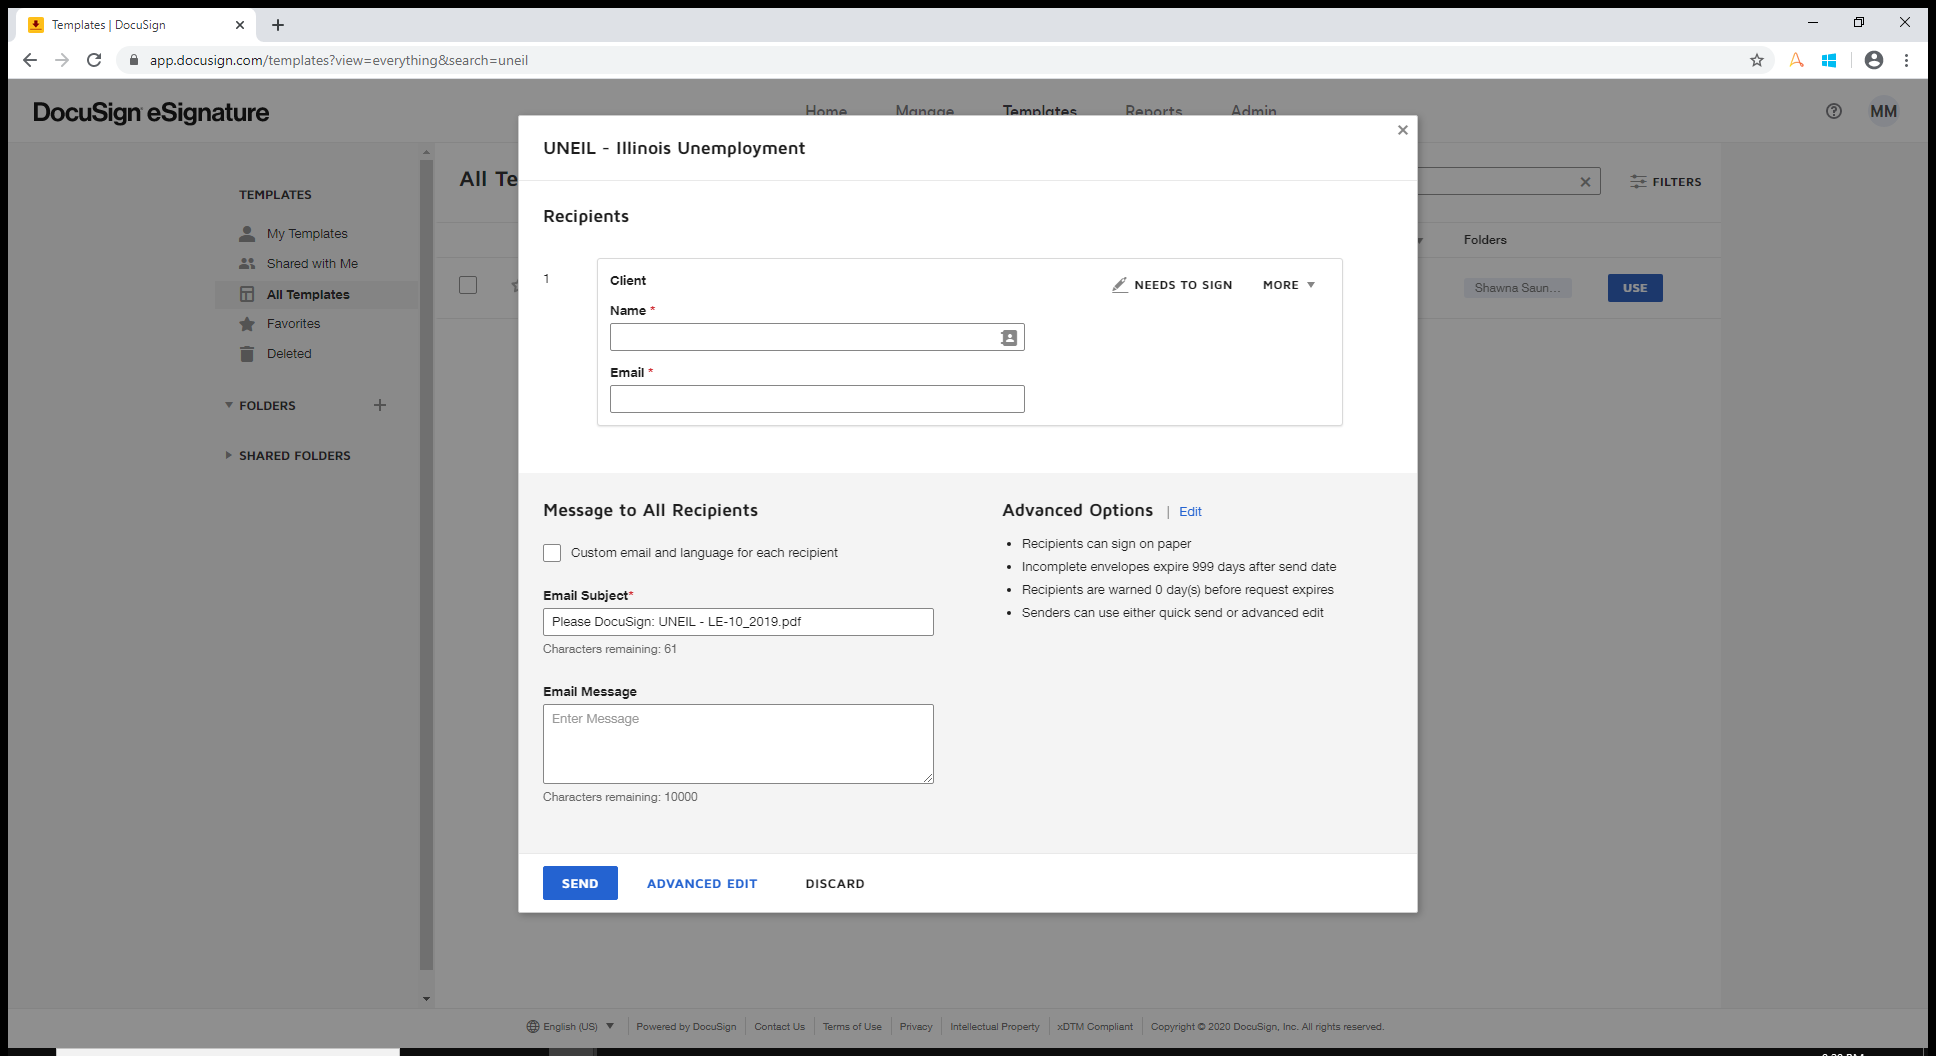 Templates | DocuSign
app.docusign.com/templates?view=everything&search=uneil
DocuSign eSignature
Home Manage Templates Reports Admin
MM
UNEIL - Illinois Unemployment
All Te
FILTERS
TEMPLATES
My Templates
Shared with Me
All Templates
Favorites
Deleted
FOLDERS
SHARED FOLDERS
Folders
Shawna Saun...
USE
Recipients
1
Client
NEEDS TO SIGN
MORE
Name *
Email *
Message to All Recipients
Custom email and language for each recipient
Email Subject*
Please DocuSign: UNEIL - LE-10_2019.pdf
Characters remaining: 61
Email Message
Enter Message
Characters remaining: 10000
Advanced Options | Edit
• Recipients can sign on paper
• Incomplete envelopes expire 999 days after send date
• Recipients are warned 0 day(s) before request expires
• Senders can use either quick send or advanced edit
SEND ADVANCED EDIT DISCARD
English (US) Powered by DocuSign Contact Us Terms of Use Privacy Intellectual Property xDTM Compliant Copyright © 2020 DocuSign, Inc. All rights reserved.